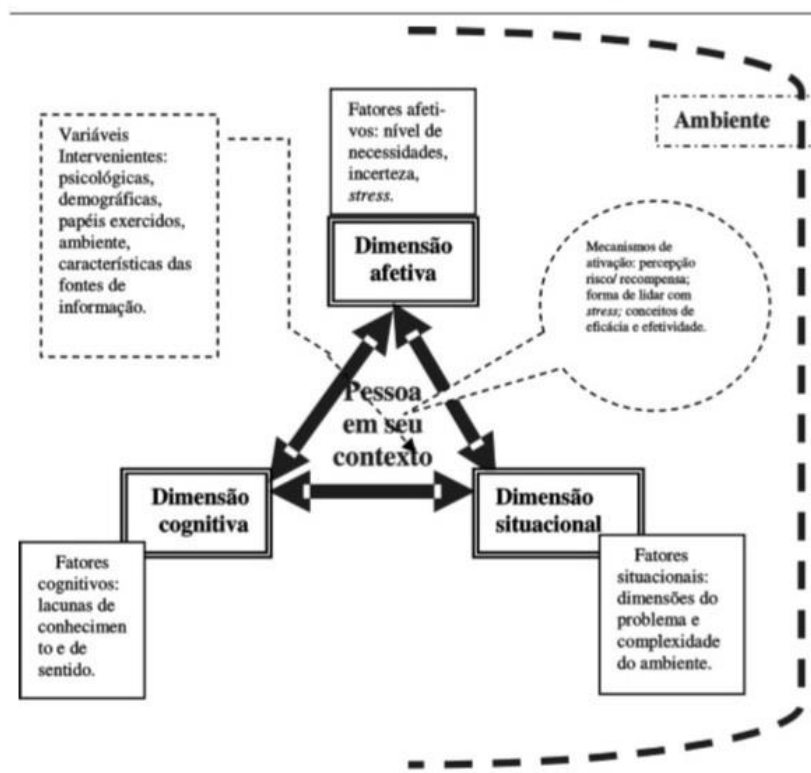 Variáveis
Intervenientes:
psicológicas,
demográficas,
papéis exercidos,
ambiente,
características das
fontes de
informação.
Fatores afeti-
vos: nível de
necessidades,
incerteza,
stress.
Dimensão
afetiva
Ambiente
Mecanismos de
ativação: percepção
risco/ recompensa;
forma de lidar com
stress; conceitos de
eficácia e efetividade.
Pessoa
em seu
contexto
Dimensão
cognitiva
Fatores
cognitivos:
lacunas de
conhecimen
to e de
sentido.
Dimensão
situacional
Fatores
situacionais:
dimensões do
problema e
complexidade
do ambiente.